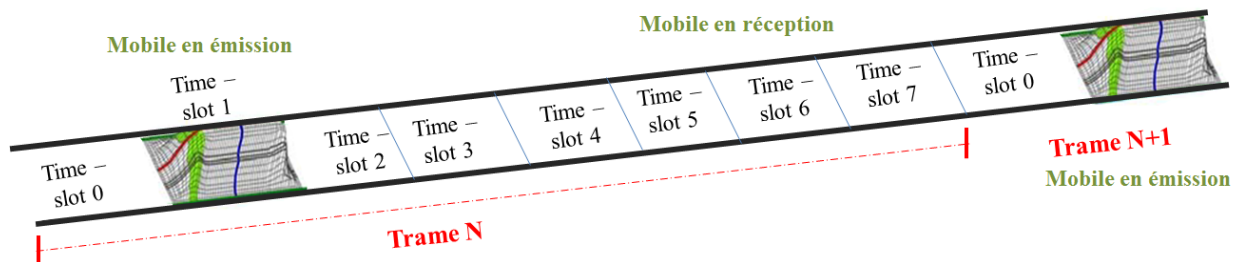 Mobile en émission
Mobile en réception
Time –
slot 0
Time –
slot 1
Time –
slot 2
Time –
slot 3
Time –
slot 4
Time –
slot 5
Time –
slot 6
Time –
slot 7
Time –
slot 0
Trame N
Trame N+1
Mobile en émission